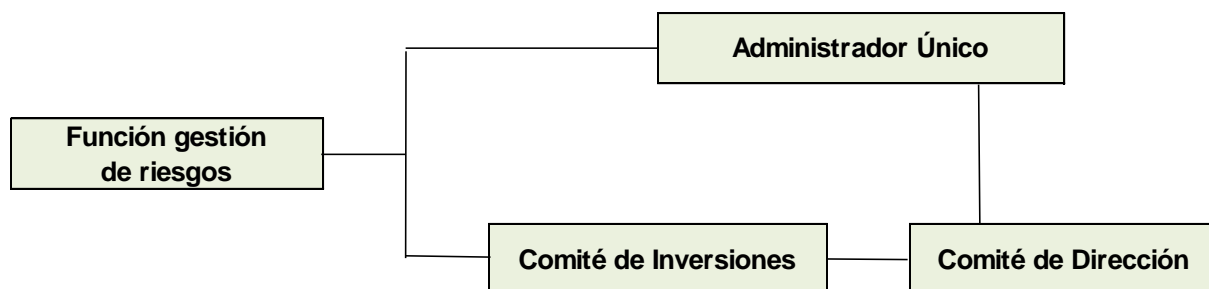 Administrador Único
Función gestión
de riesgos
Comité de Inversiones
Comité de Dirección